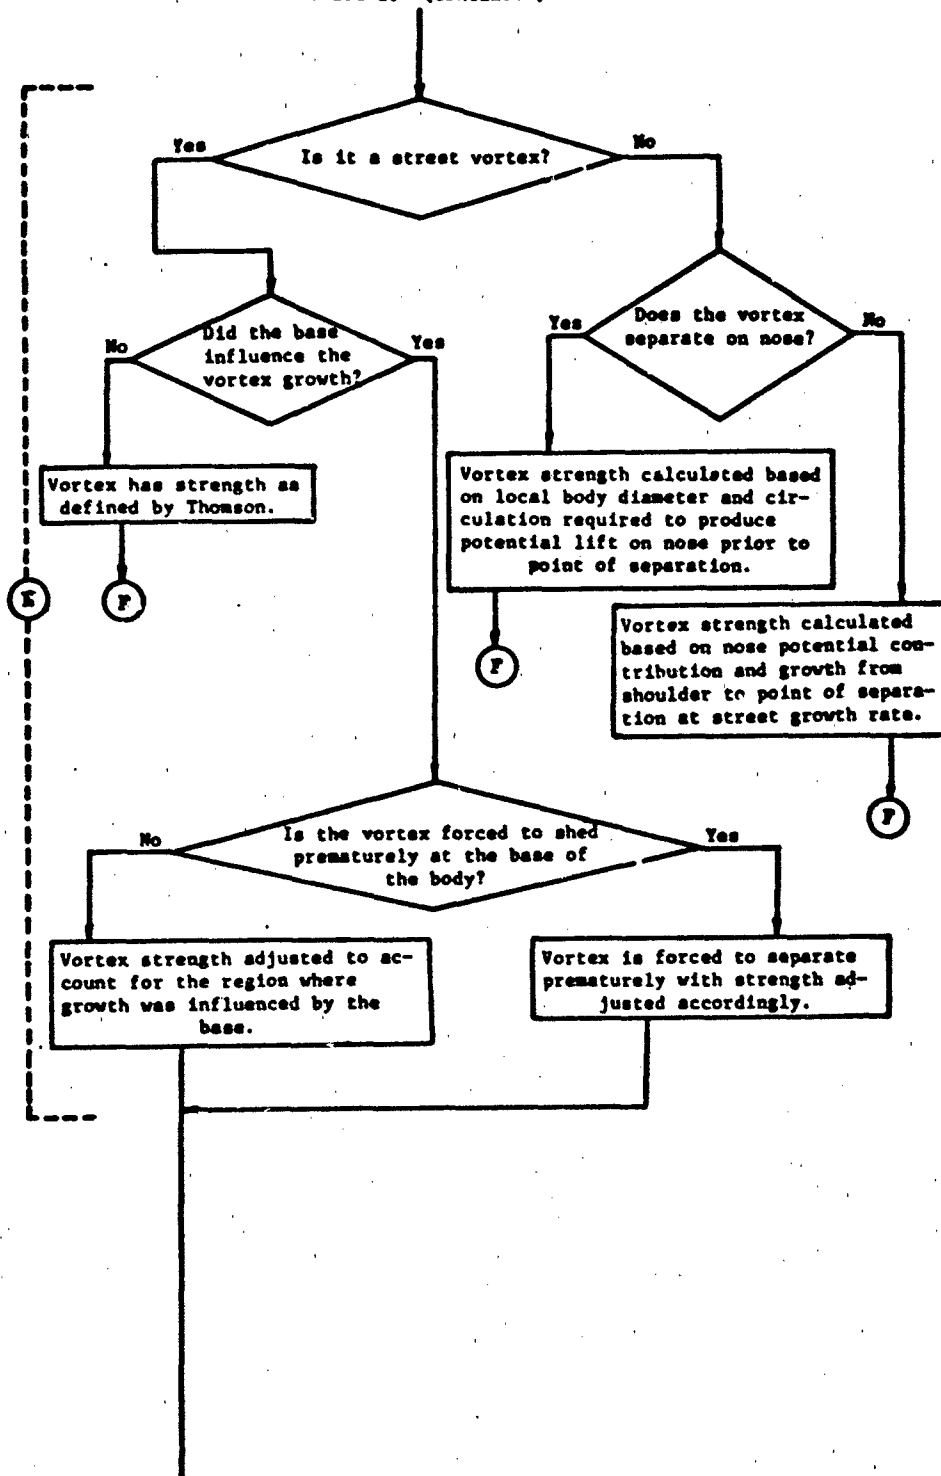 Yes
No
Is it a street vortex?
Does the vortex
separate on nose?
Yes
No
Did the base
influence the
vortex growth?
No
Yes
Vortex has strength as
defined by Thomson.
Vortex strength calculated based
on local body diameter and cir-
culation required to produce
potential lift on nose prior to
point of separation.
E
F
Vortex strength calculated
based on nose potential con-
tribution and growth from
shoulder to point of separa-
tion at street growth rate.
F
F
Is the vortex forced to shed
prematurely at the base of
the body?
No
Yes
Vortex strength adjusted to ac-
count for the region where
growth was influenced by the
base.
Vortex is forced to separate
prematurely with strength ad-
justed accordingly.